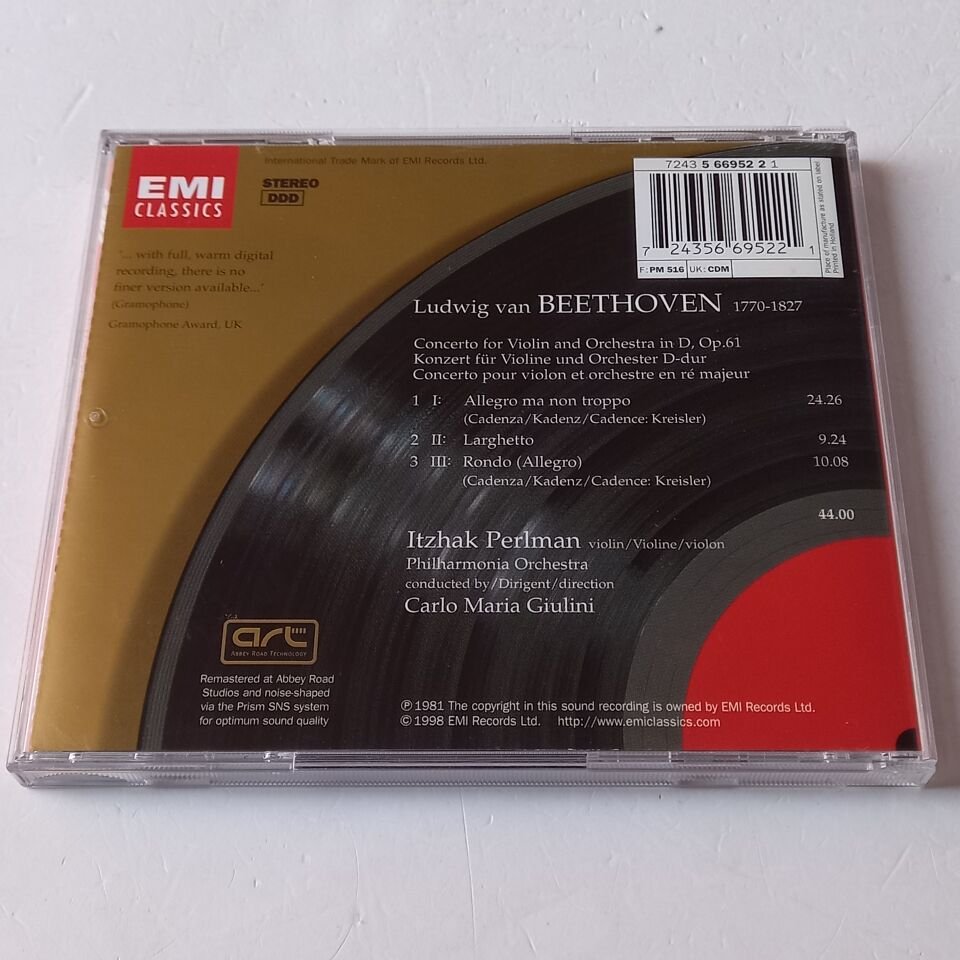 EMI
CLASSICS
International Trade Mark of EMI Records Ltd.
STEREO
DDD
'... with full, warm digital
recording, there is no
finer version available...'
(Gramophone)
Gramophone Award, UK
7243 5 66952 2 1
7 24356 69522 1
F: PM 516 UK: CDM
Place of manufacture as stated on label
Printed in Holland
Ludwig van BEETHOVEN 1770-1827
Concerto for Violin and Orchestra in D, Op.61
Konzert für Violine und Orchester D-dur
Concerto pour violon et orchestre en ré majeur
1 I: Allegro ma non troppo 24.26
(Cadenza/Kadenz/Cadence: Kreisler)
2 II: Larghetto 9.24
3 III: Rondo (Allegro) 10.08
(Cadenza/Kadenz/Cadence: Kreisler)
44.00
Itzhak Perlman violin/Violine/violon
Philharmonia Orchestra
conducted by/Dirigent/direction
Carlo Maria Giulini
art
ABBEY ROAD TECHNOLOGY
Remastered at Abbey Road
Studios and noise-shaped
via the Prism SNS system
for optimum sound quality
℗ 1981 The copyright in this sound recording is owned by EMI Records Ltd.
© 1998 EMI Records Ltd. http://www.emiclassics.com